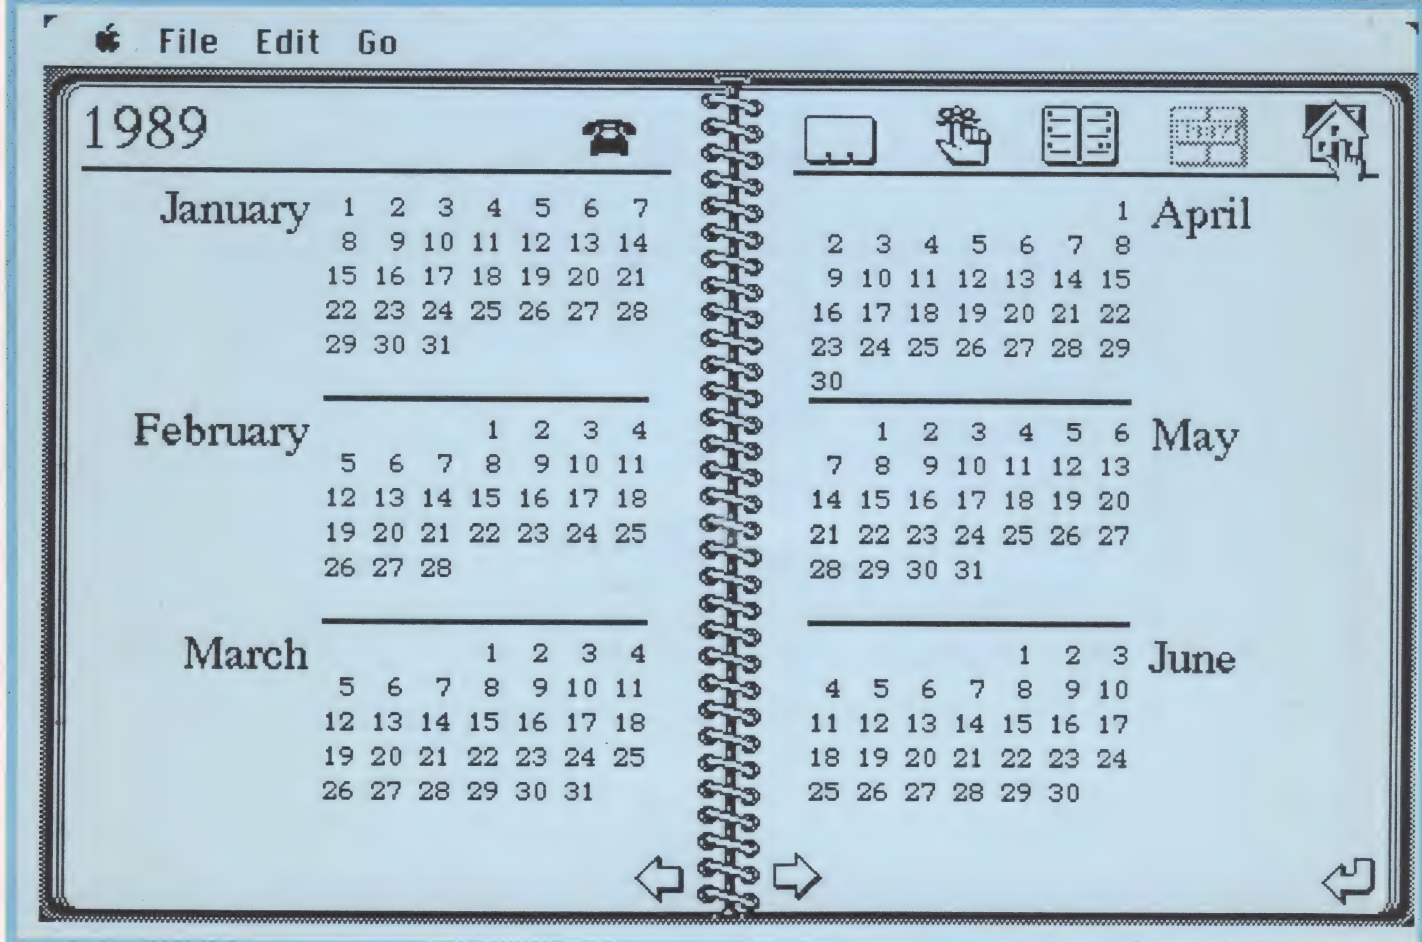 File Edit Go
1989
January
1 2 3 4 5 6 7
8 9 10 11 12 13 14
15 16 17 18 19 20 21
22 23 24 25 26 27 28
29 30 31
February
1 2 3 4
5 6 7 8 9 10 11
12 13 14 15 16 17 18
19 20 21 22 23 24 25
26 27 28
March
1 2 3 4
5 6 7 8 9 10 11
12 13 14 15 16 17 18
19 20 21 22 23 24 25
26 27 28 29 30 31
April
1
2 3 4 5 6 7 8
9 10 11 12 13 14 15
16 17 18 19 20 21 22
23 24 25 26 27 28 29
30
May
1 2 3 4 5 6
7 8 9 10 11 12 13
14 15 16 17 18 19 20
21 22 23 24 25 26 27
28 29 30 31
June
1 2 3
4 5 6 7 8 9 10
11 12 13 14 15 16 17
18 19 20 21 22 23 24
25 26 27 28 29 30